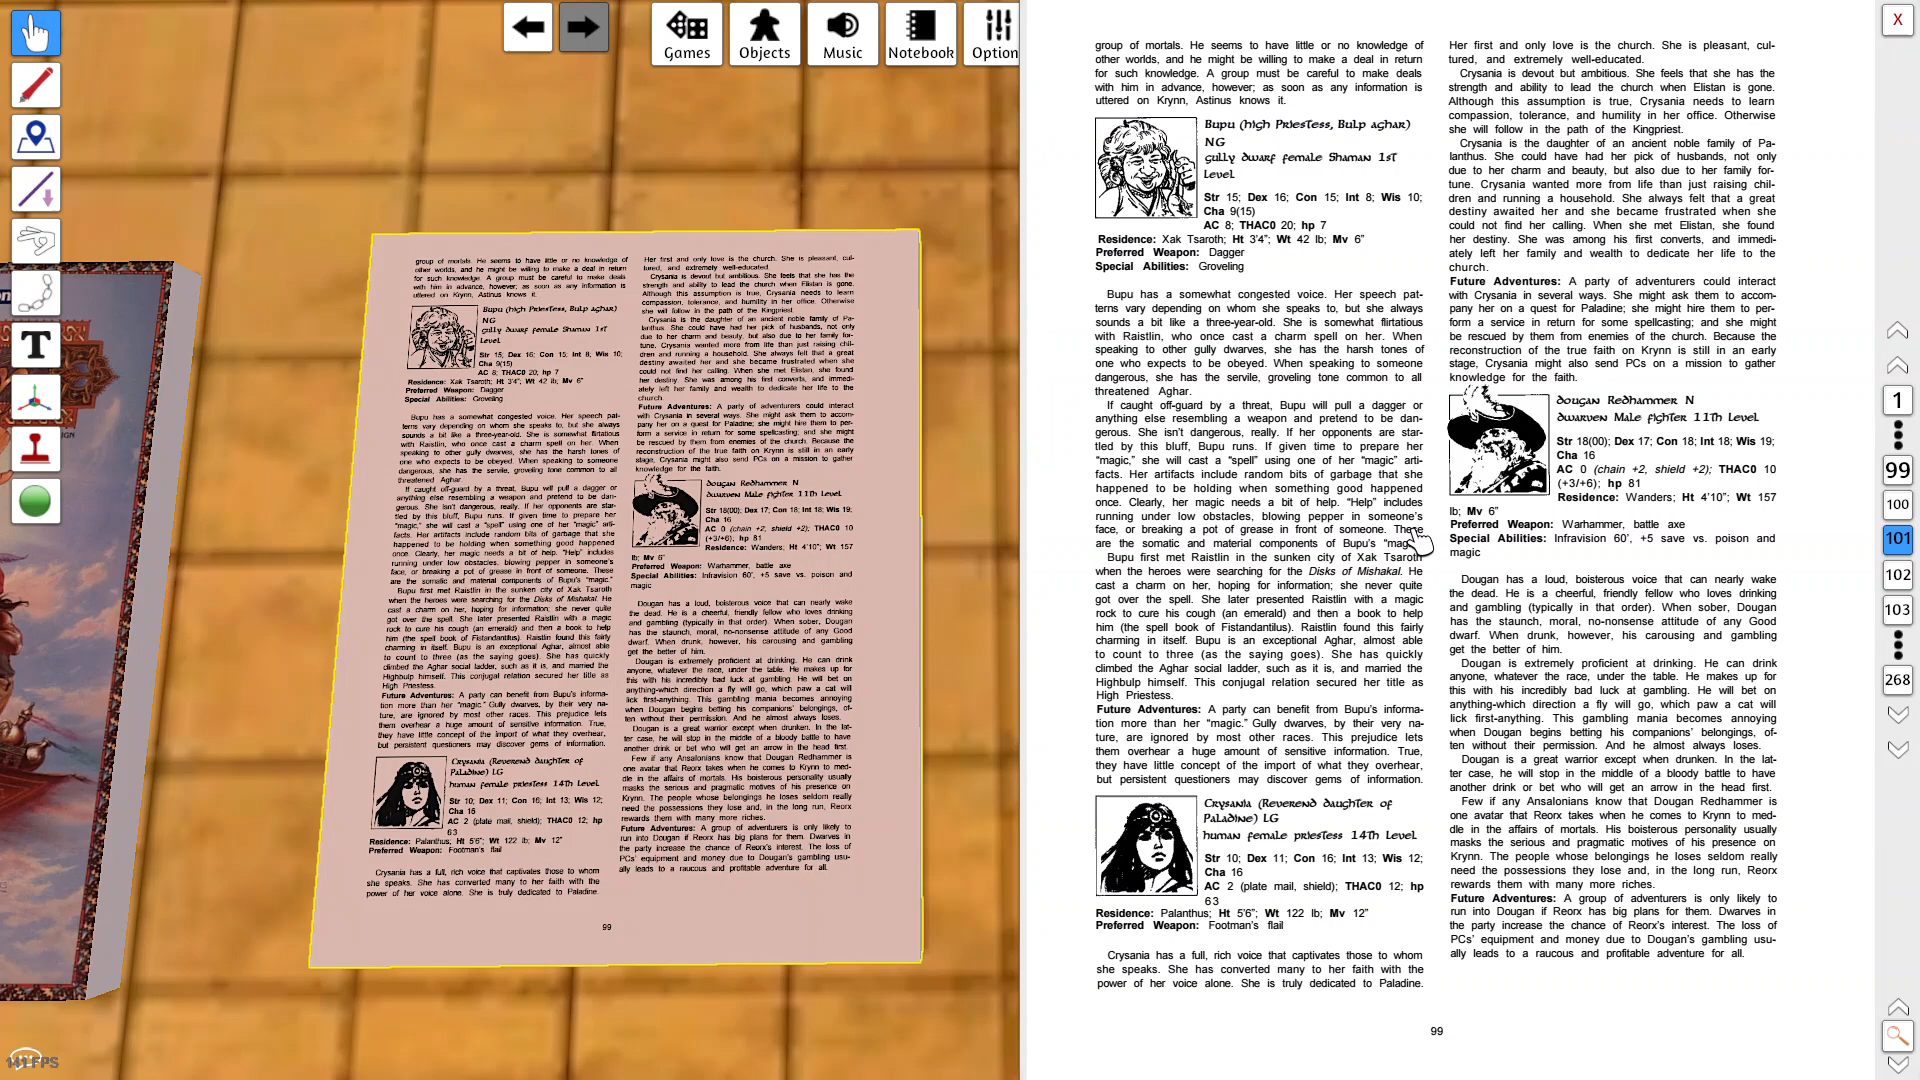 Games
Objects
Music
Notebook
Option
group of mortals. He seems to have little or no knowledge of
other worlds, and he might be willing to make a deal in return
for such knowledge. A group must be careful to make deals
with him in advance, however; as soon as any information is
uttered on Krynn, Astinus knows it.
Bupu (High Priestess, Bulp Aghar)
NG
Gully Dwarf Female Shaman 1st
Level
Str 15; Dex 16; Con 15; Int 8; Wis 10;
Cha 9(15)
AC 8; THAC0 20; hp 7
Residence: Xak Tsaroth; Ht 3'4"; Wt 42 lb; Mv 6"
Preferred Weapon: Dagger
Special Abilities: Groveling
Bupu has a somewhat congested voice. Her speech pat-
terns vary depending on whom she speaks to, but she always
sounds a bit like a three-year-old. She is somewhat flirtatious
with Raistlin, who once cast a charm spell on her. When
speaking to other gully dwarves, she has the harsh tones of
one who expects to be obeyed. When speaking to someone
dangerous, she has the servile, groveling tone common to all
threatened Aghar.
If caught off-guard by a threat, Bupu will pull a dagger or
anything else resembling a weapon and pretend to be dan-
gerous. She isn't dangerous, really. If her opponents are star-
tled by this bluff, Bupu runs. If given time to prepare her
"magic," she will cast a "spell" using one of her "magic" arti-
facts. Her artifacts include random bits of garbage that she
happened to be holding when something good happened
once. Clearly, her magic needs a bit of help. "Help" includes
running under low obstacles, blowing pepper in someone's
face, or breaking a pot of grease in front of someone. These
are the somatic and material components of Bupu's "magic."
Bupu first met Raistlin in the sunken city of Xak Tsaroth
when the heroes were searching for the Disks of Mishakal. He
cast a charm on her, hoping for information; she never quite
got over the spell. She later presented Raistlin with a magic
rock to cure his cough (an emerald) and then a book to help
him (the spell book of Fistandantilus). Raistlin found this fairly
charming in itself. Bupu is an exceptional Aghar, almost able
to count to three (as the saying goes). She has quickly
climbed the Aghar social ladder, such as it is, and married the
Highbulp himself. This conjugal relation secured her title as
High Priestess.
Future Adventures: A party can benefit from Bupu's informa-
tion more than her "magic." Gully dwarves, by their very na-
ture, are ignored by most other races. This prejudice lets
them overhear a huge amount of sensitive information. True,
they have little concept of the import of what they overhear,
but persistent questioners may discover gems of information.
Crysania (Reverend Daughter of
Paladine) LG
Human Female Priestess 14th Level
Str 10; Dex 11; Con 16; Int 13; Wis 12;
Cha 16
AC 2 (plate mail, shield); THAC0 12; hp
63
Residence: Palanthus; Ht 5'6"; Wt 122 lb; Mv 12"
Preferred Weapon: Footman's flail
Crysania has a full, rich voice that captivates those to whom
she speaks. She has converted many to her faith with the
power of her voice alone. She is truly dedicated to Paladine.
Her first and only love is the church. She is pleasant, cul-
tured, and extremely well-educated.
Crysania is devout but ambitious. She feels that she has the
strength and ability to lead the church when Elistan is gone.
Although this assumption is true, Crysania needs to learn
compassion, tolerance, and humility in her office. Otherwise
she will follow in the path of the Kingpriest.
Crysania is the daughter of an ancient noble family of Pa-
lanthus. She could have had her pick of husbands, not only
due to her charm and beauty, but also due to her family for-
tune. Crysania wanted more from life than just raising chil-
dren and running a household. She always felt that a great
destiny awaited her and she became frustrated when she
could not find her calling. When she met Elistan, she found
her destiny. She was among his first converts, and immedi-
ately left her family and wealth to dedicate her life to the
church.
Future Adventures: A party of adventurers could interact
with Crysania in several ways. She might ask them to accom-
pany her on a quest for Paladine; she might hire them to per-
form a service in return for some spellcasting; and she might
be rescued by them from enemies of the church. Because the
reconstruction of the true faith on Krynn is still in an early
stage, Crysania might also send PCs on a mission to gather
knowledge for the faith.
Dougan Redhammer N
Dwarven Male Fighter 11th Level
Str 18(00); Dex 17; Con 18; Int 18; Wis 19;
Cha 16
AC 0 (chain +2, shield +2); THAC0 10
(+3/+6); hp 81
Residence: Wanders; Ht 4'10"; Wt 157
lb; Mv 6"
Preferred Weapon: Warhammer, battle axe
Special Abilities: Infravision 60', +5 save vs. poison and
magic
Dougan has a loud, boisterous voice that can nearly wake
the dead. He is a cheerful, friendly fellow who loves drinking
and gambling (typically in that order). When sober, Dougan
has the staunch, moral, no-nonsense attitude of any Good
dwarf. When drunk, however, his carousing and gambling
get the better of him.
Dougan is extremely proficient at drinking. He can drink
anyone, whatever the race, under the table. He makes up for
this with his incredibly bad luck at gambling. He will bet on
anything-which direction a fly will go, which paw a cat will
lick first-anything. This gambling mania becomes annoying
when Dougan begins betting his companions' belongings, of-
ten without their permission. And he almost always loses.
Dougan is a great warrior except when drunken. In the lat-
ter case, he will stop in the middle of a bloody battle to have
another drink or bet who will get an arrow in the head first.
Few if any Ansalonians know that Dougan Redhammer is
one avatar that Reorx takes when he comes to Krynn to med-
dle in the affairs of mortals. His boisterous personality usually
masks the serious and pragmatic motives of his presence on
Krynn. The people whose belongings he loses seldom really
need the possessions they lose and, in the long run, Reorx
rewards them with many more riches.
Future Adventures: A group of adventurers is only likely to
run into Dougan if Reorx has big plans for them. Dwarves in
the party increase the chance of Reorx's interest. The loss of
PCs' equipment and money due to Dougan's gambling usu-
ally leads to a raucous and profitable adventure for all.
99
X
1
99
100
101
102
103
268
T